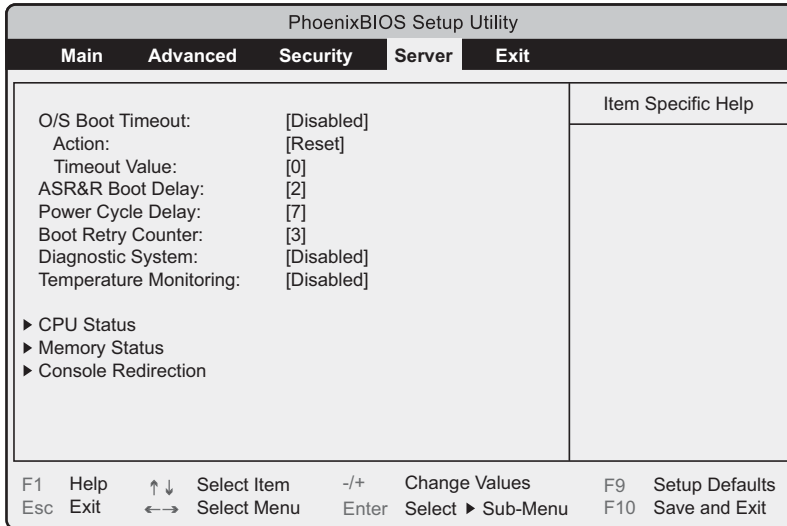 PhoenixBIOS Setup Utility
Main Advanced Security Server Exit
Item Specific Help
O/S Boot Timeout: [Disabled]
Action: [Reset]
Timeout Value: [0]
ASR&R Boot Delay: [2]
Power Cycle Delay: [7]
Boot Retry Counter: [3]
Diagnostic System: [Disabled]
Temperature Monitoring: [Disabled]
▶ CPU Status
▶ Memory Status
▶ Console Redirection
F1 Help ↑↓ Select Item -/+ Change Values F9 Setup Defaults
Esc Exit ←→ Select Menu Enter Select ▶ Sub-Menu F10 Save and Exit